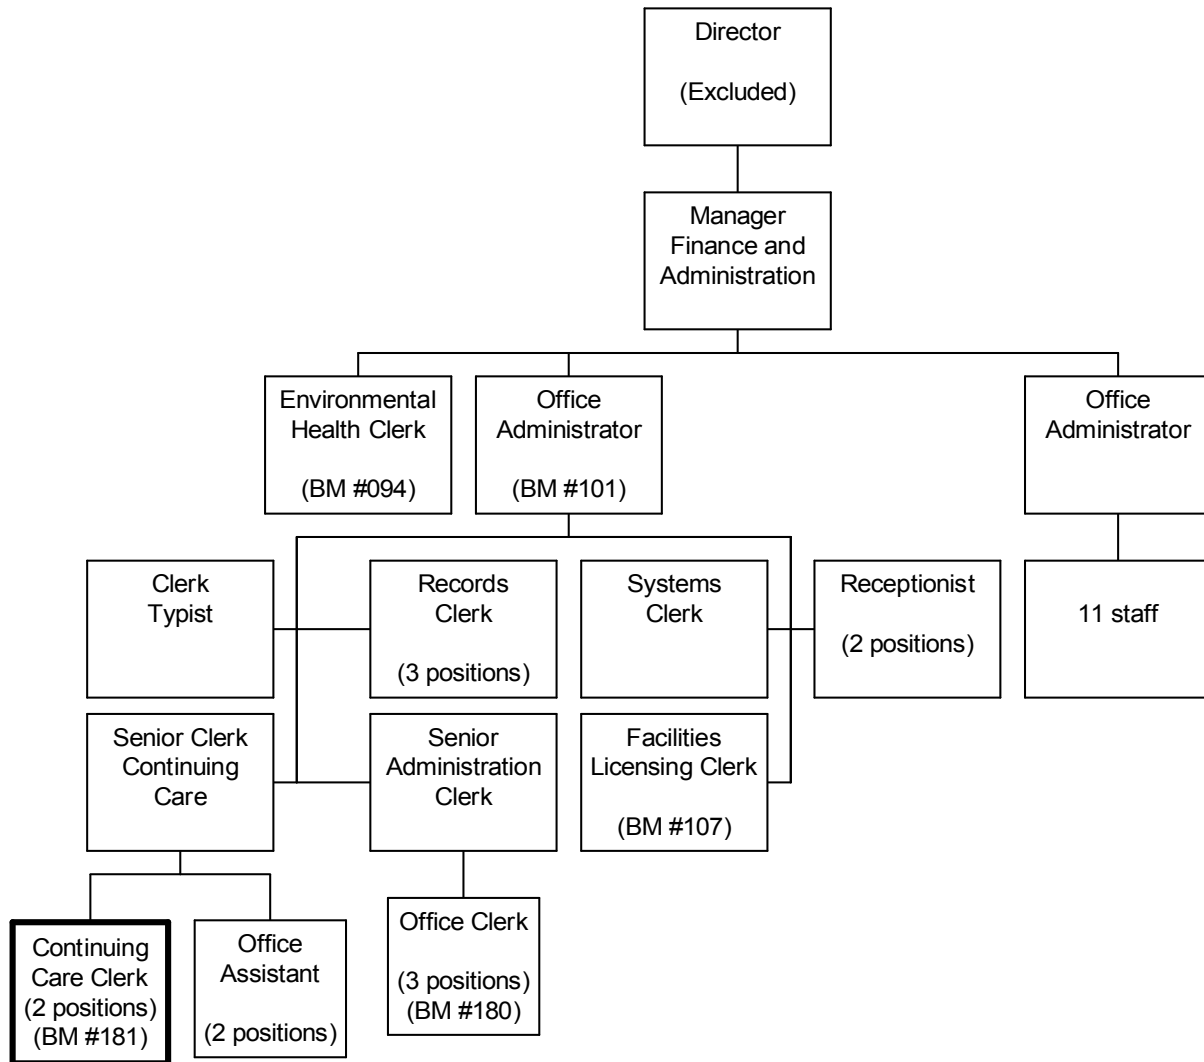 Director
(Excluded)
Manager
Finance and
Administration
Environmental
Health Clerk
(BM #094)
Office
Administrator
(BM #101)
Office
Administrator
Clerk
Typist
Records
Clerk
(3 positions)
Systems
Clerk
Receptionist
(2 positions)
11 staff
Senior Clerk
Continuing
Care
Senior
Administration
Clerk
Facilities
Licensing Clerk
(BM #107)
Continuing
Care Clerk
(2 positions)
(BM #181)
Office
Assistant
(2 positions)
Office Clerk
(3 positions)
(BM #180)